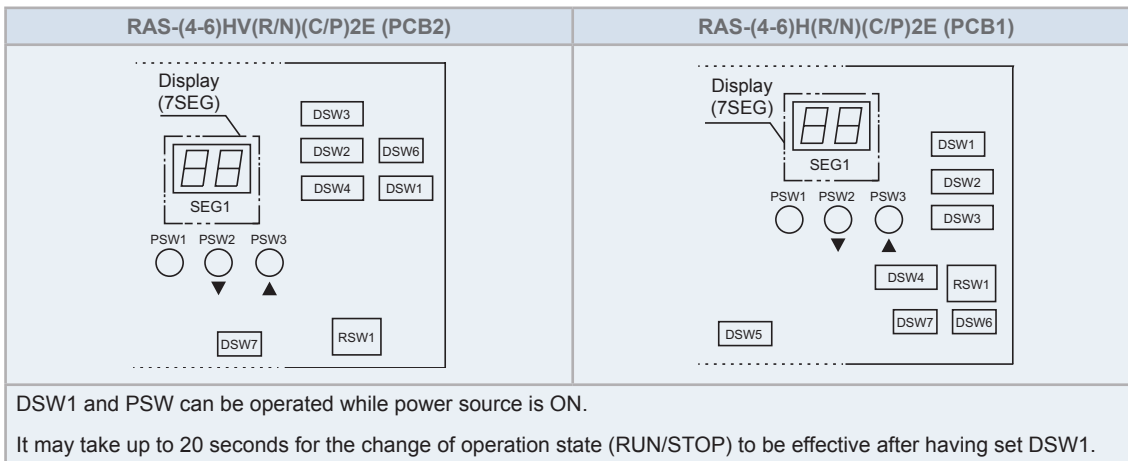 RAS-(4-6)HV(R/N)(C/P)2E (PCB2)
Display
(7SEG)
SEG1
DSW3
DSW2 DSW6
DSW4 DSW1
PSW1 PSW2 PSW3
▼ ▲
DSW7 RSW1
RAS-(4-6)H(R/N)(C/P)2E (PCB1)
Display
(7SEG)
SEG1
DSW1
DSW2
DSW3
PSW1 PSW2 PSW3
▼ ▲
DSW4 RSW1
DSW7 DSW6
DSW5
DSW1 and PSW can be operated while power source is ON.
It may take up to 20 seconds for the change of operation state (RUN/STOP) to be effective after having set DSW1.